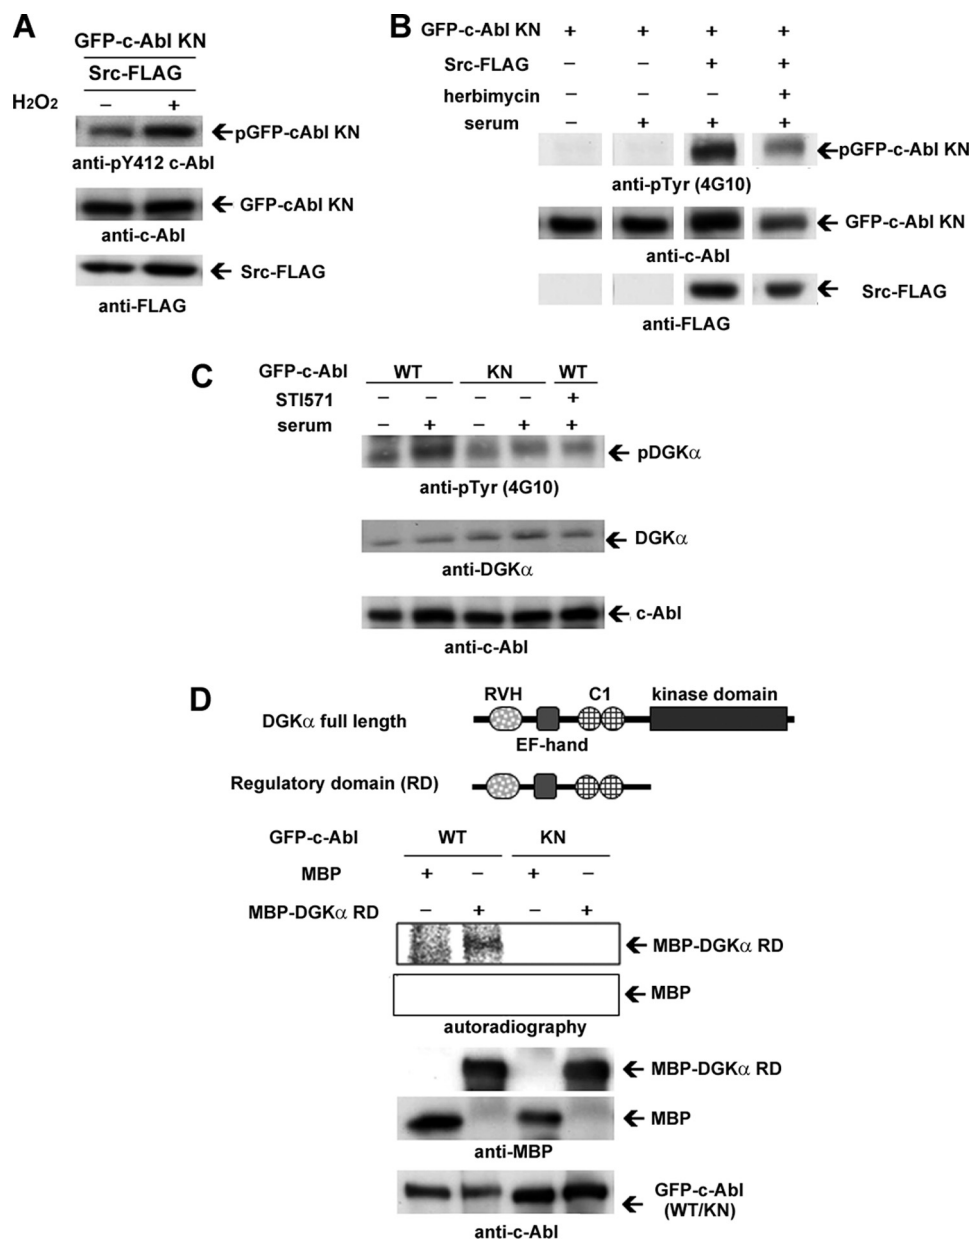 A
GFP-c-Abl KN
Src-FLAG
H2O2 – +
pGFP-cAbl KN
anti-pY412 c-Abl
GFP-cAbl KN
anti-c-Abl
Src-FLAG
anti-FLAG
B
GFP-c-Abl KN + + + +
Src-FLAG – – + +
herbimycin – – – +
serum – + + +
pGFP-c-Abl KN
anti-pTyr (4G10)
GFP-c-Abl KN
anti-c-Abl
Src-FLAG
anti-FLAG
C
GFP-c-Abl WT KN WT
STI571 – – – – +
serum – + – + +
pDGKα
anti-pTyr (4G10)
DGKα
anti-DGKα
c-Abl
anti-c-Abl
D
RVH C1 kinase domain
DGKα full length
EF-hand
Regulatory domain (RD)
GFP-c-Abl WT KN
MBP + – + –
MBP-DGKα RD – + – +
MBP-DGKα RD
MBP
autoradiography
MBP-DGKα RD
MBP
anti-MBP
GFP-c-Abl
(WT/KN)
anti-c-Abl